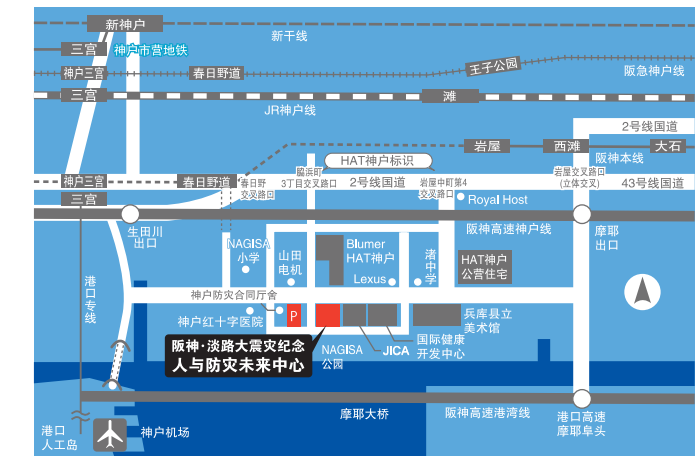 新神户
新干线
三宫
神户市营地铁
王子公园
神户三宫
春日野道
阪急神户线
三宫
滩
JR神户线
2号线国道
岩屋
西滩
大石
HAT神户标识
阪神本线
脇浜町
3丁目交叉路口
岩屋交叉路口
(立体交叉)
神户三宫
春日野道
春日野
交叉路口
2号线国道
岩屋中町第4
交叉路口
43号线国道
三宫
Royal Host
生田川
出口
阪神高速神户线
摩耶
出口
NAGISA
小学
山田
电机
Blumer
HAT神户
Lexus
渚中学
HAT神户
公营住宅
港口专线
神户防灾合同厅舍
神户红十字医院
P
兵库县立
美术馆
国际健康
开发中心
阪神·淡路大震灾纪念
人与防灾未来中心
NAGISA
公园
JICA
摩耶大桥
阪神高速港湾线
港口高速
摩耶阜头
港口
人工岛
神户机场